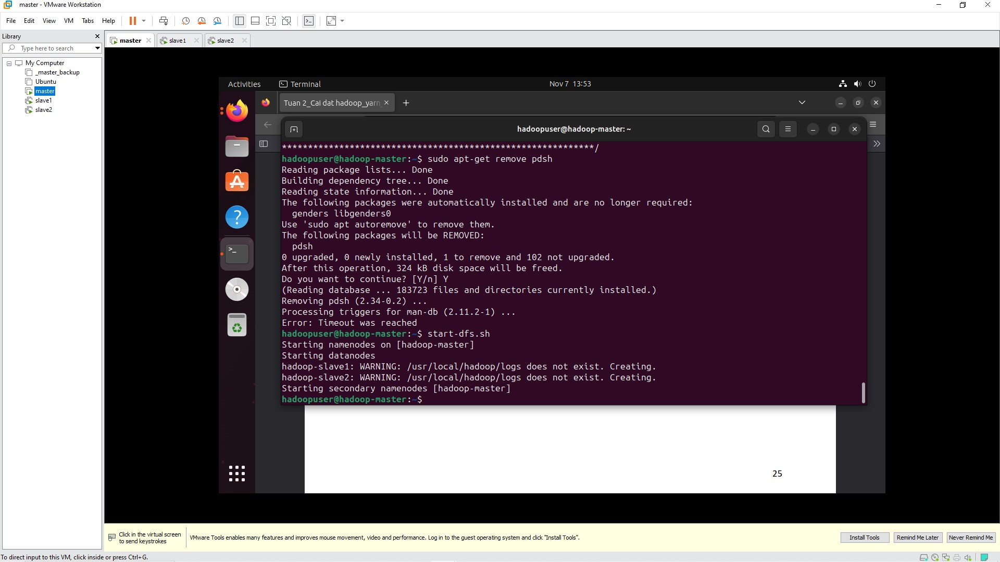 master - VMware Workstation
File Edit View VM Tabs Help
Library
Type here to search
My Computer
_master_backup
Ubuntu
master
slave1
slave2
master
slave1
slave2
Activities
Terminal
Nov 7 13:53
Tuan 2_Cai dat hadoop_yarn
hadoopuser@hadoop-master: ~
************************************************************/
hadoopuser@hadoop-master:~$ sudo apt-get remove pdsh
Reading package lists... Done
Building dependency tree... Done
Reading state information... Done
The following packages were automatically installed and are no longer required:
genders libgenders0
Use 'sudo apt autoremove' to remove them.
The following packages will be REMOVED:
pdsh
0 upgraded, 0 newly installed, 1 to remove and 102 not upgraded.
After this operation, 324 kB disk space will be freed.
Do you want to continue? [Y/n] Y
(Reading database ... 183723 files and directories currently installed.)
Removing pdsh (2.34-0.2) ...
Processing triggers for man-db (2.11.2-1) ...
Error: Timeout was reached
hadoopuser@hadoop-master:~$ start-dfs.sh
Starting namenodes on [hadoop-master]
Starting datanodes
hadoop-slave1: WARNING: /usr/local/hadoop/logs does not exist. Creating.
hadoop-slave2: WARNING: /usr/local/hadoop/logs does not exist. Creating.
Starting secondary namenodes [hadoop-master]
hadoopuser@hadoop-master:~$
25
Click in the virtual screen
to send keystrokes
VMware Tools enables many features and improves mouse movement, video and performance. Log in to the guest operating system and click "Install Tools".
Install Tools
Remind Me Later
Never Remind Me
To direct input to this VM, click inside or press Ctrl+G.